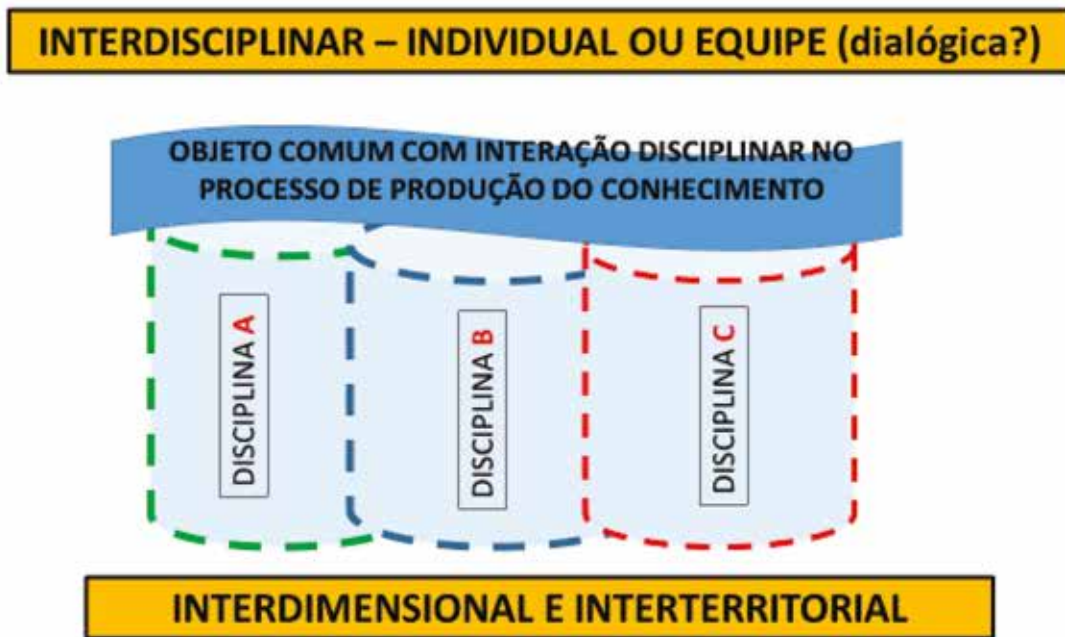 INTERDISCIPLINAR – INDIVIDUAL OU EQUIPE (dialógica?)
OBJETO COMUM COM INTERAÇÃO DISCIPLINAR NO
PROCESSO DE PRODUÇÃO DO CONHECIMENTO
DISCIPLINA A
DISCIPLINA B
DISCIPLINA C
INTERDIMENSIONAL E INTERTERRITORIAL